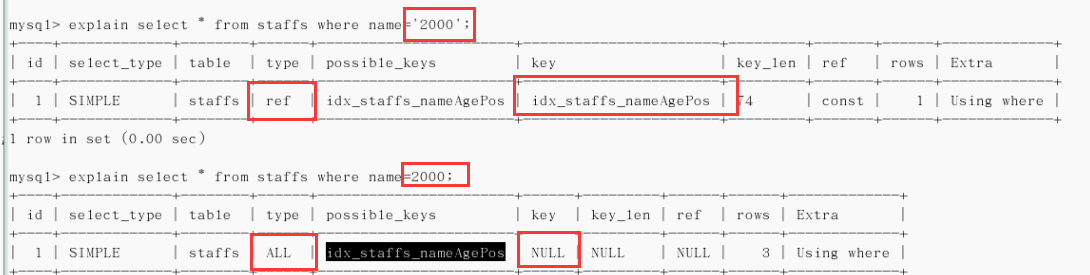 mysql> explain select * from staffs where name='2000';
+----+-------------+--------+------+-----------------------+-----------------------+---------+-------+------+-------------+
| id | select_type | table | type | possible_keys | key | key_len | ref | rows | Extra |
| 1 | SIMPLE | staffs | ref | idx_staffs_nameAgePos | idx_staffs_nameAgePos | 74 | const | 1 | Using where |
1 row in set (0.00 sec)
mysql> explain select * from staffs where name=2000;
| id | select_type | table | type | possible_keys | key | key_len | ref | rows | Extra |
| 1 | SIMPLE | staffs | ALL | idx_staffs_nameAgePos | NULL | NULL | NULL | 3 | Using where |